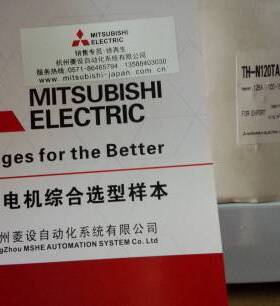 MITSUBISHI
ELECTRIC
销售专员 徐再生
杭州菱设自动化系统有限公司
服务热线:0571-86465794 13588403030
www.mitsubishi-japan.com.cn
MITSUBISHI
ELECTRIC
ges for the Better
电机综合选型样本
州菱设自动化系统有限公司
gZhou MSHE AUTOMATION SYSTEM Co., Ltd
TH-N120TA
FOR EXPORT